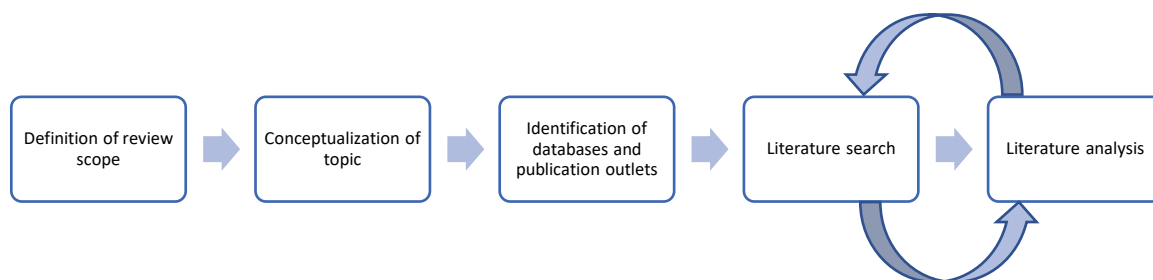 Definition of review
scope
Conceptualization of
topic
Identification of
databases and
publication outlets
Literature search
Literature analysis